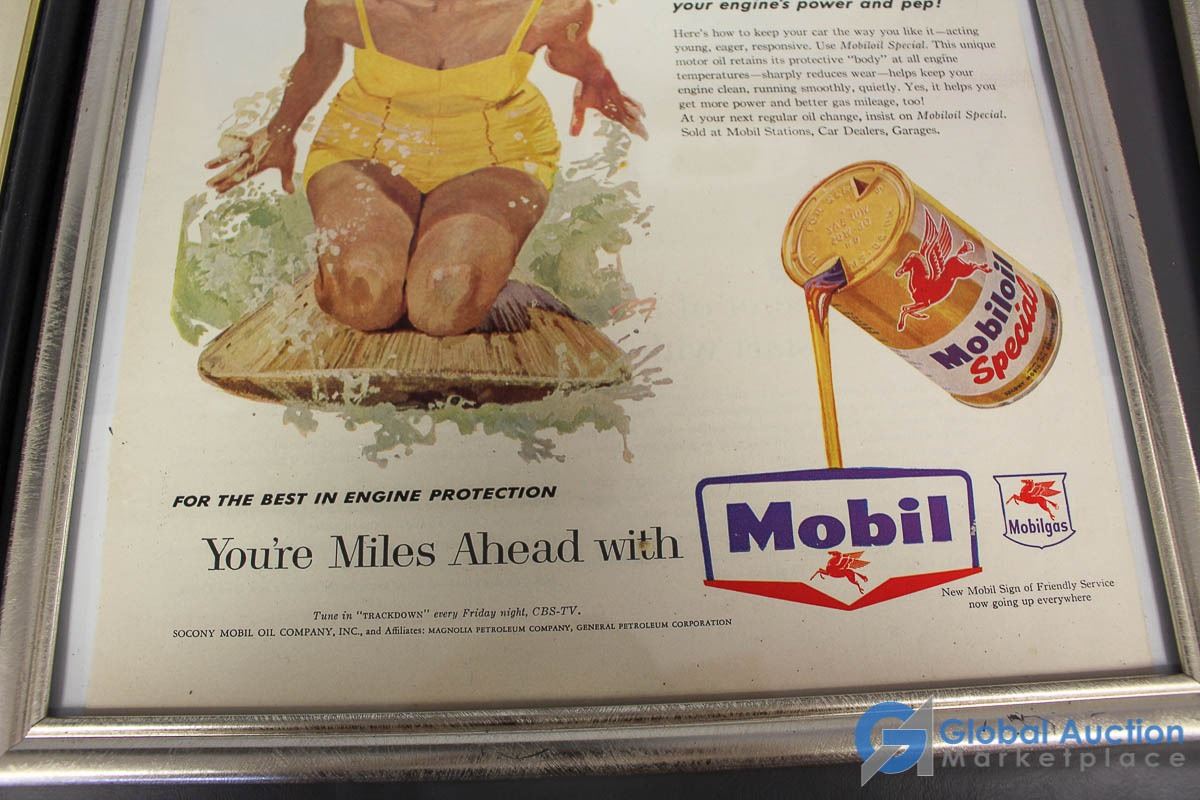 your engine's power and pep!
Here's how to keep your car the way you like it—acting
young, eager, responsive. Use Mobiloil Special. This unique
motor oil retains its protective "body" at all engine
temperatures—sharply reduces wear—helps keep your
engine clean, running smoothly, quietly. Yes, it helps you
get more power and better gas mileage, too!
At your next regular oil change, insist on Mobiloil Special.
Sold at Mobil Stations, Car Dealers, Garages.
Mobiloil
Special
FOR THE BEST IN ENGINE PROTECTION
You're Miles Ahead with
Mobil
Mobilgas
New Mobil Sign of Friendly Service
now going up everywhere
Tune in "TRACKDOWN" every Friday night, CBS-TV.
SOCONY MOBIL OIL COMPANY, INC., and Affiliates: MAGNOLIA PETROLEUM COMPANY, GENERAL PETROLEUM CORPORATION
Global Auction
Marketplace